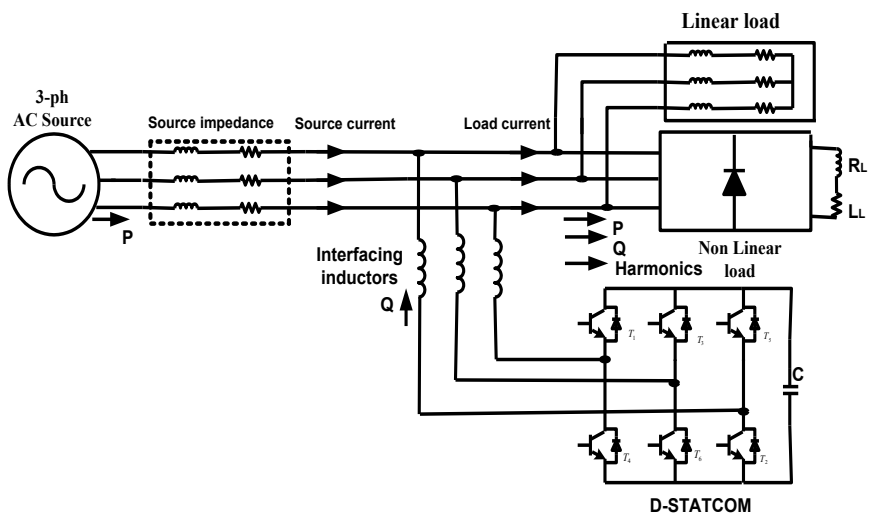 Linear load
3-ph
AC Source
Source impedance
Source current
Load current
P
RL
LL
P
Q
Harmonics
Non Linear
load
Interfacing
inductors
Q
T1
T3
T5
C
T4
T6
T2
D-STATCOM